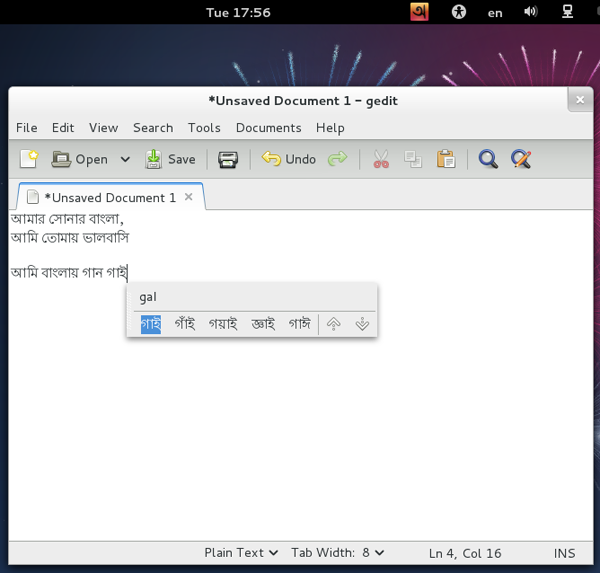 Tue 17:56 অ en
*Unsaved Document 1 - gedit
File Edit View Search Tools Documents Help
Open Save Undo
*Unsaved Document 1
আমার সোনার বাংলা,
আমি তোমায় ভালবাসি
আমি বাংলায় গান গাই
gaI
গাই গাঁই গয়াই জ্ঞাই গাঈ
Plain Text Tab Width: 8 Ln 4, Col 16 INS